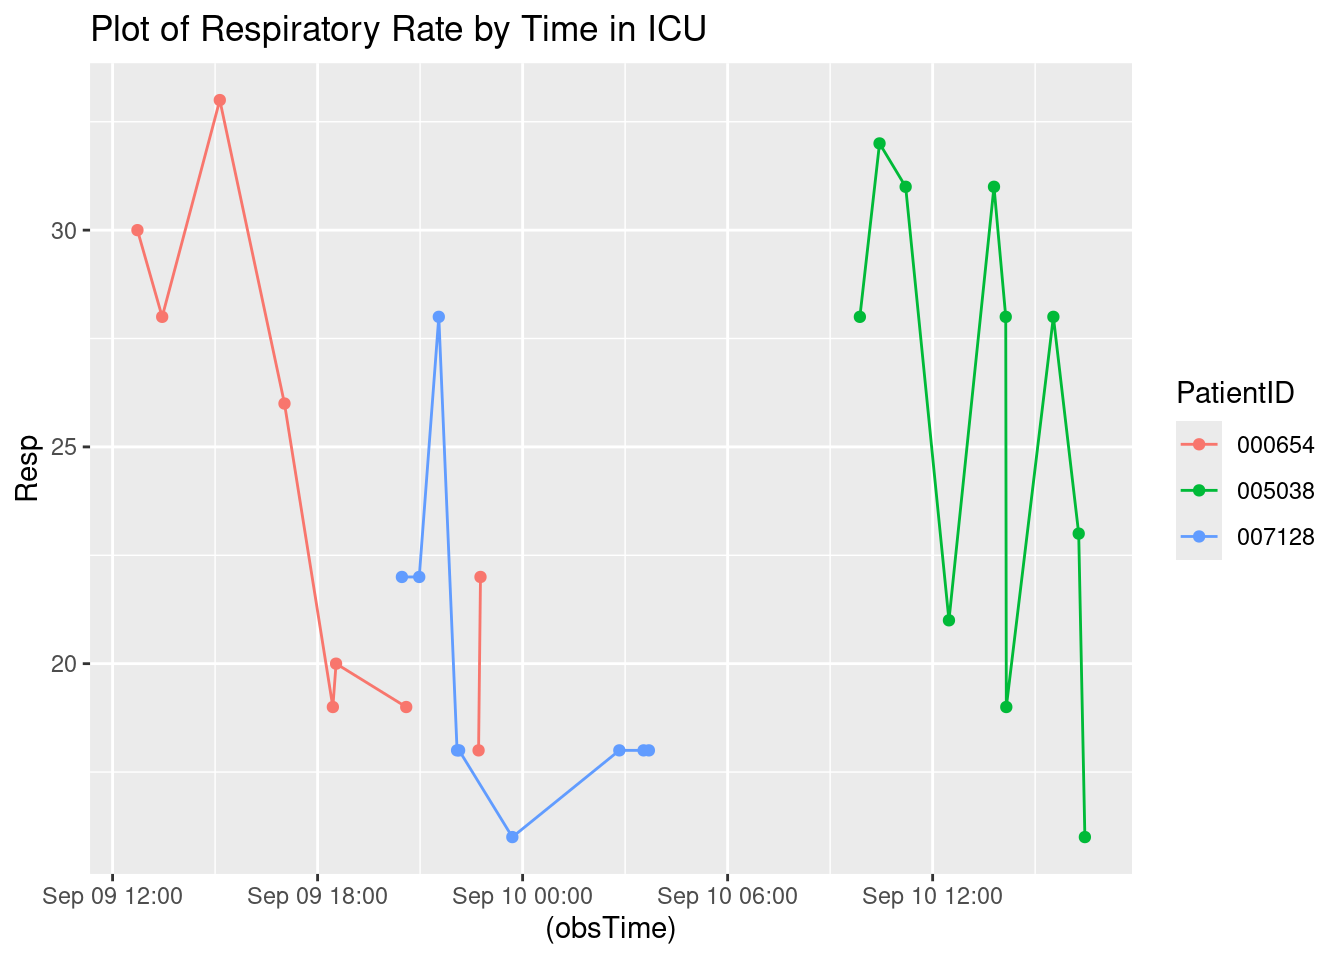 Plot of Respiratory Rate by Time in ICU
30
25
20
Resp
Sep 09 12:00 Sep 09 18:00 Sep 10 00:00 Sep 10 06:00 Sep 10 12:00
(obsTime)
PatientID
000654
005038
007128